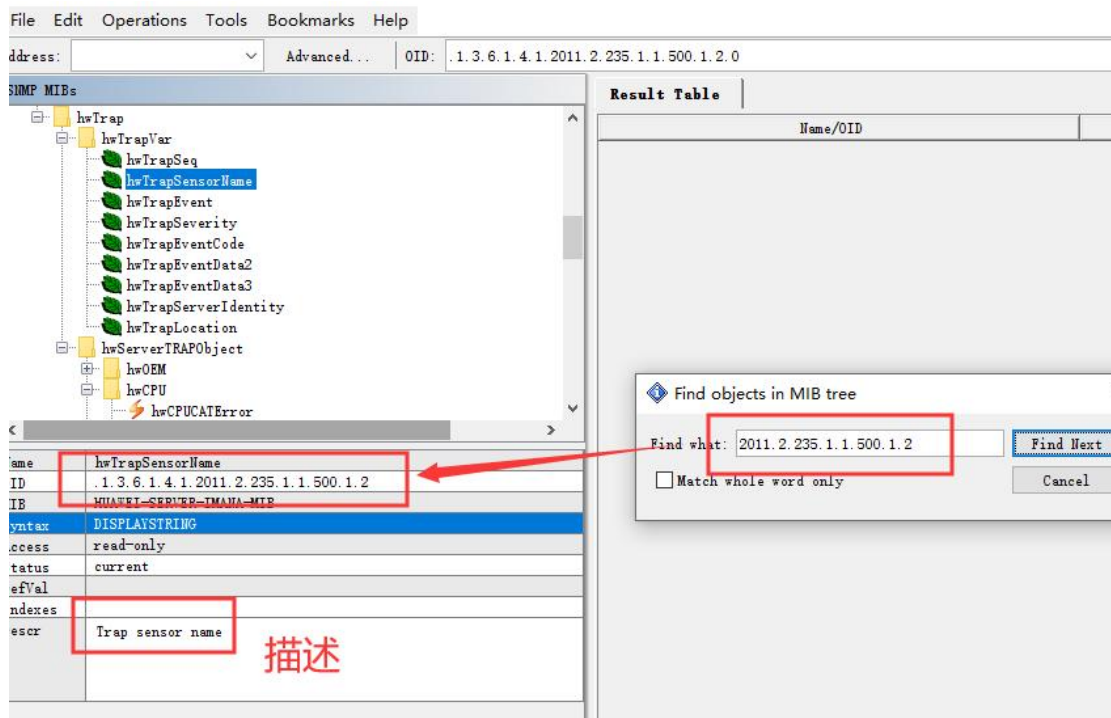 File Edit Operations Tools Bookmarks Help
ddress: Advanced... OID: .1.3.6.1.4.1.2011.2.235.1.1.500.1.2.0
SNMP MIBs
hwTrap
hwTrapVar
hwTrapSeq
hwTrapSensorName
hwTrapEvent
hwTrapSeverity
hwTrapEventCode
hwTrapEventData2
hwTrapEventData3
hwTrapServerIdentity
hwTrapLocation
hwServerTRAPObject
hwOEM
hwCPU
hwCPUCATError
Result Table
Name/OID
Find objects in MIB tree
Find what: 2011.2.235.1.1.500.1.2 Find Next
Match whole word only Cancel
ame hwTrapSensorName
ID .1.3.6.1.4.1.2011.2.235.1.1.500.1.2
IB HUAWEI-SERVER-IMANA-MIB
yntax DISPLAYSTRING
ccess read-only
tatus current
efVal
ndexes
escr Trap sensor name
描述